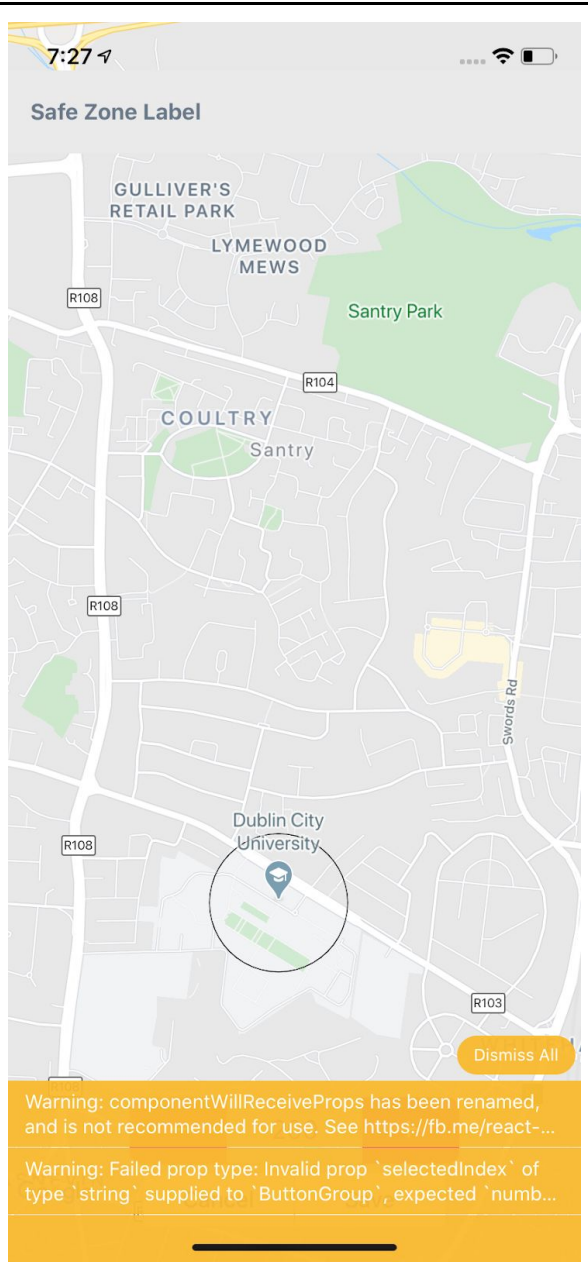 7:27
Safe Zone Label
GULLIVER'S
RETAIL PARK
LYMEWOOD
MEWS
R108
Santry Park
R104
COULTRY
Santry
R108
Swords Rd
Dublin City
University
R108
R103
Dismiss All
Warning: componentWillReceiveProps has been renamed,
and is not recommended for use. See https://fb.me/react-...
Warning: Failed prop type: Invalid prop `selectedIndex` of
type `string` supplied to `ButtonGroup`, expected `numb...
Cancel